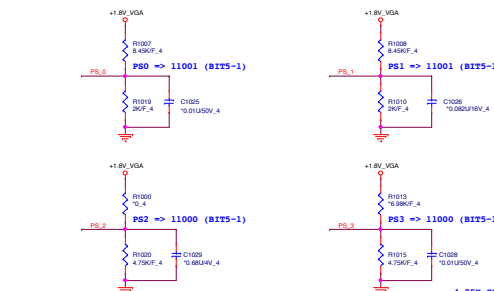 +1.8V_VGA
R1007
8.45K/F_4
PS0 => 11001 (BIT5-1)
PS_0
R1019
2K/F_4
C1025
*0.01U/50V_4
+1.8V_VGA
R1008
8.45K/F_4
PS1 => 11001 (BIT5-1
PS_1
R1010
2K/F_4
C1026
*0.082U/16V_4
+1.8V_VGA
R1000
*0_4
PS2 => 11000 (BIT5-1)
PS_2
R1020
4.75K/F_4
C1029
*0.68U/4V_4
+1.8V_VGA
R1013
*6.98K/F_4
PS3 => 11000 (BIT5-1
PS_3
R1015
4.75K/F_4
C1028
*0.01U/50V_4